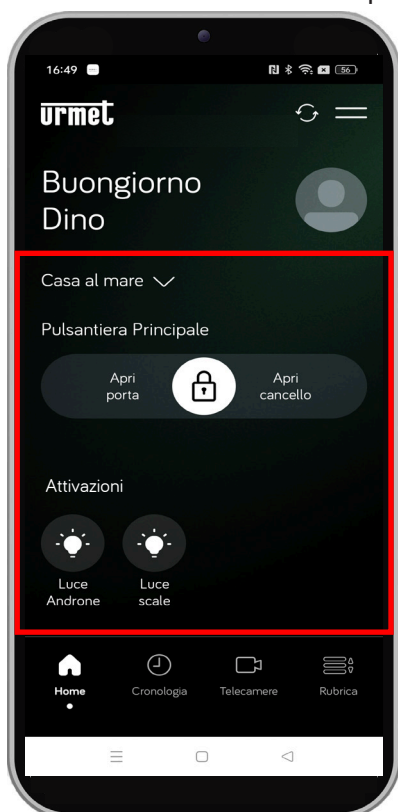 16:49
56
urmet
Buongiorno
Dino
Casa al mare
Pulsantiera Principale
Apri
porta
Apri
cancello
Attivazioni
Luce
Androne
Luce
scale
Home
Cronologia
Telecamere
Rubrica